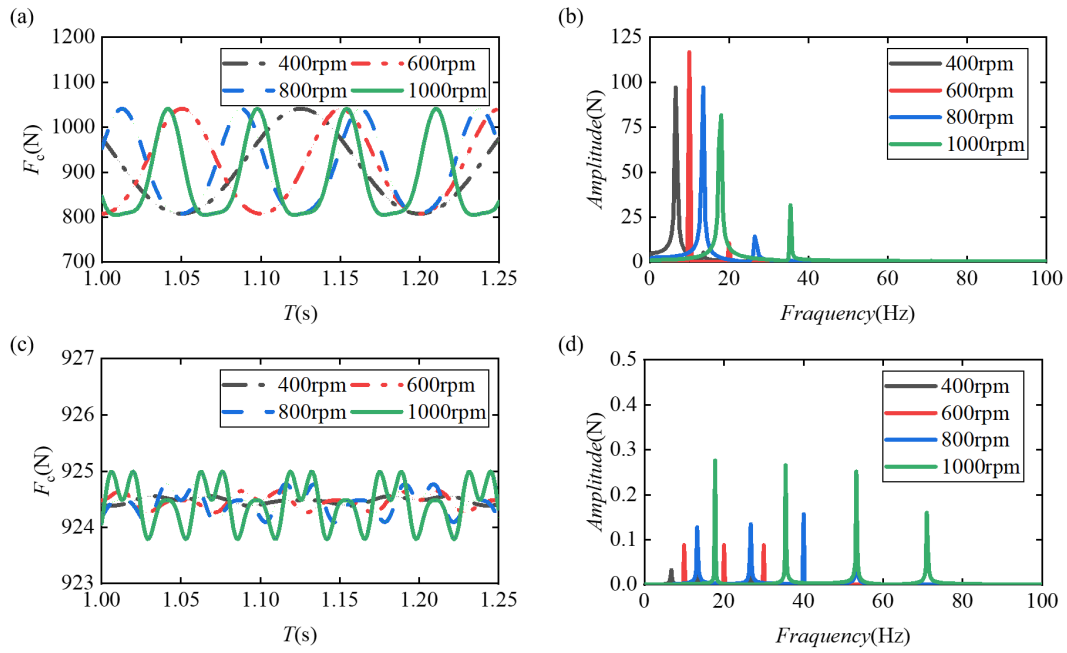 (a)
1200
1100
1000
900
800
700
F_c(N)
400rpm 600rpm
800rpm 1000rpm
1.00 1.05 1.10 1.15 1.20 1.25
T(s)
(b)
125
100
75
50
25
0
Amplitude(N)
400rpm
600rpm
800rpm
1000rpm
0 20 40 60 80 100
Fraquency(Hz)
(c)
927
926
925
924
923
F_c(N)
400rpm 600rpm
800rpm 1000rpm
1.00 1.05 1.10 1.15 1.20 1.25
T(s)
(d)
0.5
0.4
0.3
0.2
0.1
0.0
Amplitude(N)
400rpm
600rpm
800rpm
1000rpm
0 20 40 60 80 100
Fraquency(Hz)